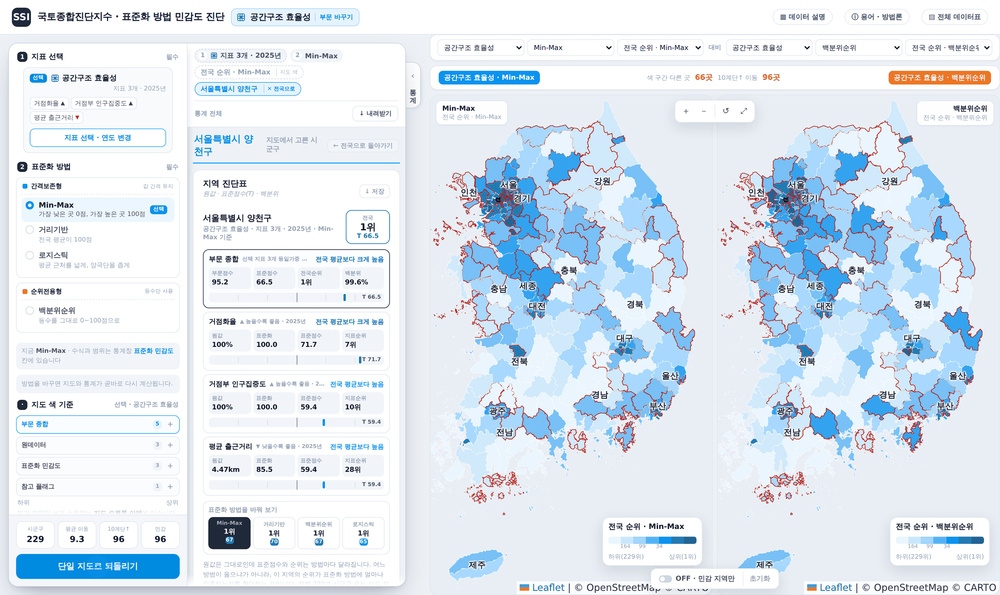 SSI 국토종합진단지수 · 표준화 방법 민감도 진단 공간구조 효율성 부문 바꾸기
데이터 설명 용어 · 방법론 전체 데이터표
1 지표 선택 필수
선택 공간구조 효율성
지표 3개 · 2025년
거점화율 ▲ 거점부 인구집중도 ▲
평균 출근거리 ▼
지표 선택 · 연도 변경
2 표준화 방법 필수
간격보존형 값 간격 유지
Min-Max
가장 낮은 곳 0점, 가장 높은 곳 100점 선택
거리기반
전국 평균이 100점
로지스틱
평균 근처를 넓게, 양극단을 좁게
순위전용형 등수만 사용
백분위순위
등수를 그대로 0~100점으로
지금 Min-Max · 수식과 범위는 통계창 표준화 민감도
칸에 있습니다
방법을 바꾸면 지도와 통계가 곧바로 다시 계산됩니다.
지도 색 기준 선택 · 공간구조 효율성
부문 종합 5 +
원데이터 3 +
표준화 민감도 3 +
참고 플래그 1 +
하위 상위
시군구 229
평균 이동 9.3
10계단↑ 96
민감 96
단일 지도로 되돌리기
1 지표 3개 · 2025년 2 Min-Max
전국 순위 · Min-Max 지도 색
서울특별시 양천구 × 전국으로
통계 전체 ↓ 내려받기
서울특별시 양천구 지도에서 고른 시군구 ← 전국으로 돌아가기
지역 진단표
원값 · 표준점수(T) · 백분위 ↓ 저장
서울특별시 양천구
공간구조 효율성 · 지표 3개 · 2025년 · Min-Max 기준
전국
1위
T 66.5
부문 종합 선택 지표 3개 동일가중 ... 전국 평균보다 크게 높음
부문점수 표준점수 전국순위 백분위
95.2 66.5 1위 99.6%
T 66.5
거점화율 ▲ 높을수록 좋음 · 2025년 전국 평균보다 크게 높음
원값 표준화 표준점수 지표순위
100% 100.0 71.7 7위
T 71.7
거점부 인구집중도 ▲ 높을수록 좋음 · 2... 전국 평균보다 높음
원값 표준화 표준점수 지표순위
100% 100.0 59.4 10위
T 59.4
평균 출근거리 ▼ 낮을수록 좋음 · 2025년 전국 평균보다 높음
원값 표준화 표준점수 지표순위
4.47km 85.5 59.4 28위
T 59.4
표준화 방법을 바꿔 보기
Min-Max 거리기반 백분위순위 로지스틱
1위 1위 1위 1위
67 70 67 65
원값은 그대로인데 표준점수와 순위는 방법마다 달라집니다. 어느
방법이 옳으냐가 아니라, 이 지역의 순위가 표준화 방법에 얼마나
‹ 통계
공간구조 효율성 Min-Max 전국 순위 · Min-Max 대비 공간구조 효율성 백분위순위 전국 순위 · 백분위순위
공간구조 효율성 · Min-Max 색 구간 다른 곳 66곳 10계단↑ 이동 96곳 공간구조 효율성 · 백분위순위
Min-Max
전국 순위 · Min-Max
+ − ↺ ⤢
백분위순위
전국 순위 · 백분위순위
서울
인천
경기
강원
충북
충남
세종
대전
경북
대구
전북
울산
경남
광주
부산
전남
제주
서울
인천
경기
강원
충북
충남
세종
대전
경북
대구
전북
울산
경남
광주
부산
전남
제주
전국 순위 · Min-Max
164 99 34
하위(229위) 상위(1위)
전국 순위 · 백분위순위
164 99 34
하위(229위) 상위(1위)
OFF · 민감 지역만 초기화
Leaflet | © OpenStreetMap © CARTO
Leaflet | © OpenStreetMap © CARTO